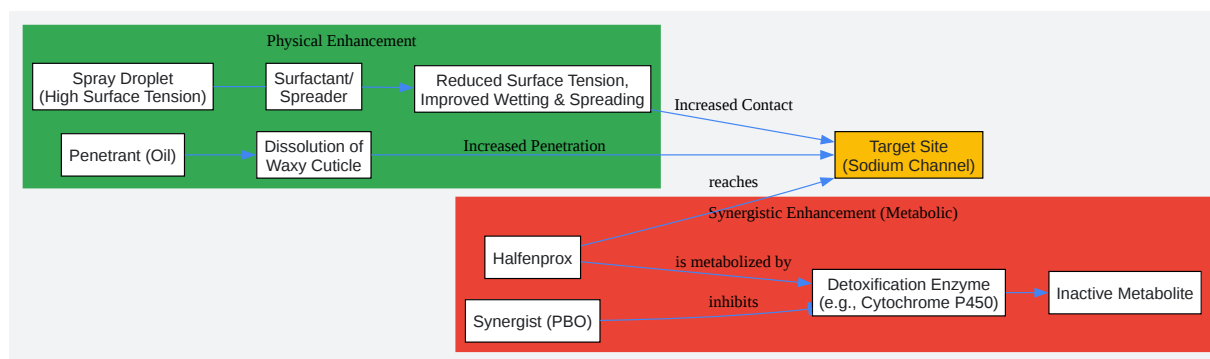 Physical Enhancement
Spray Droplet
(High Surface Tension)
Surfactant/
Spreader
Reduced Surface Tension,
Improved Wetting & Spreading
Increased Contact
Penetrant (Oil)
Dissolution of
Waxy Cuticle
Increased Penetration
Target Site
(Sodium Channel)
reaches
Synergistic Enhancement (Metabolic)
Halfenprox
is metabolized by
Detoxification Enzyme
(e.g., Cytochrome P450)
Inactive Metabolite
inhibits
Synergist (PBO)